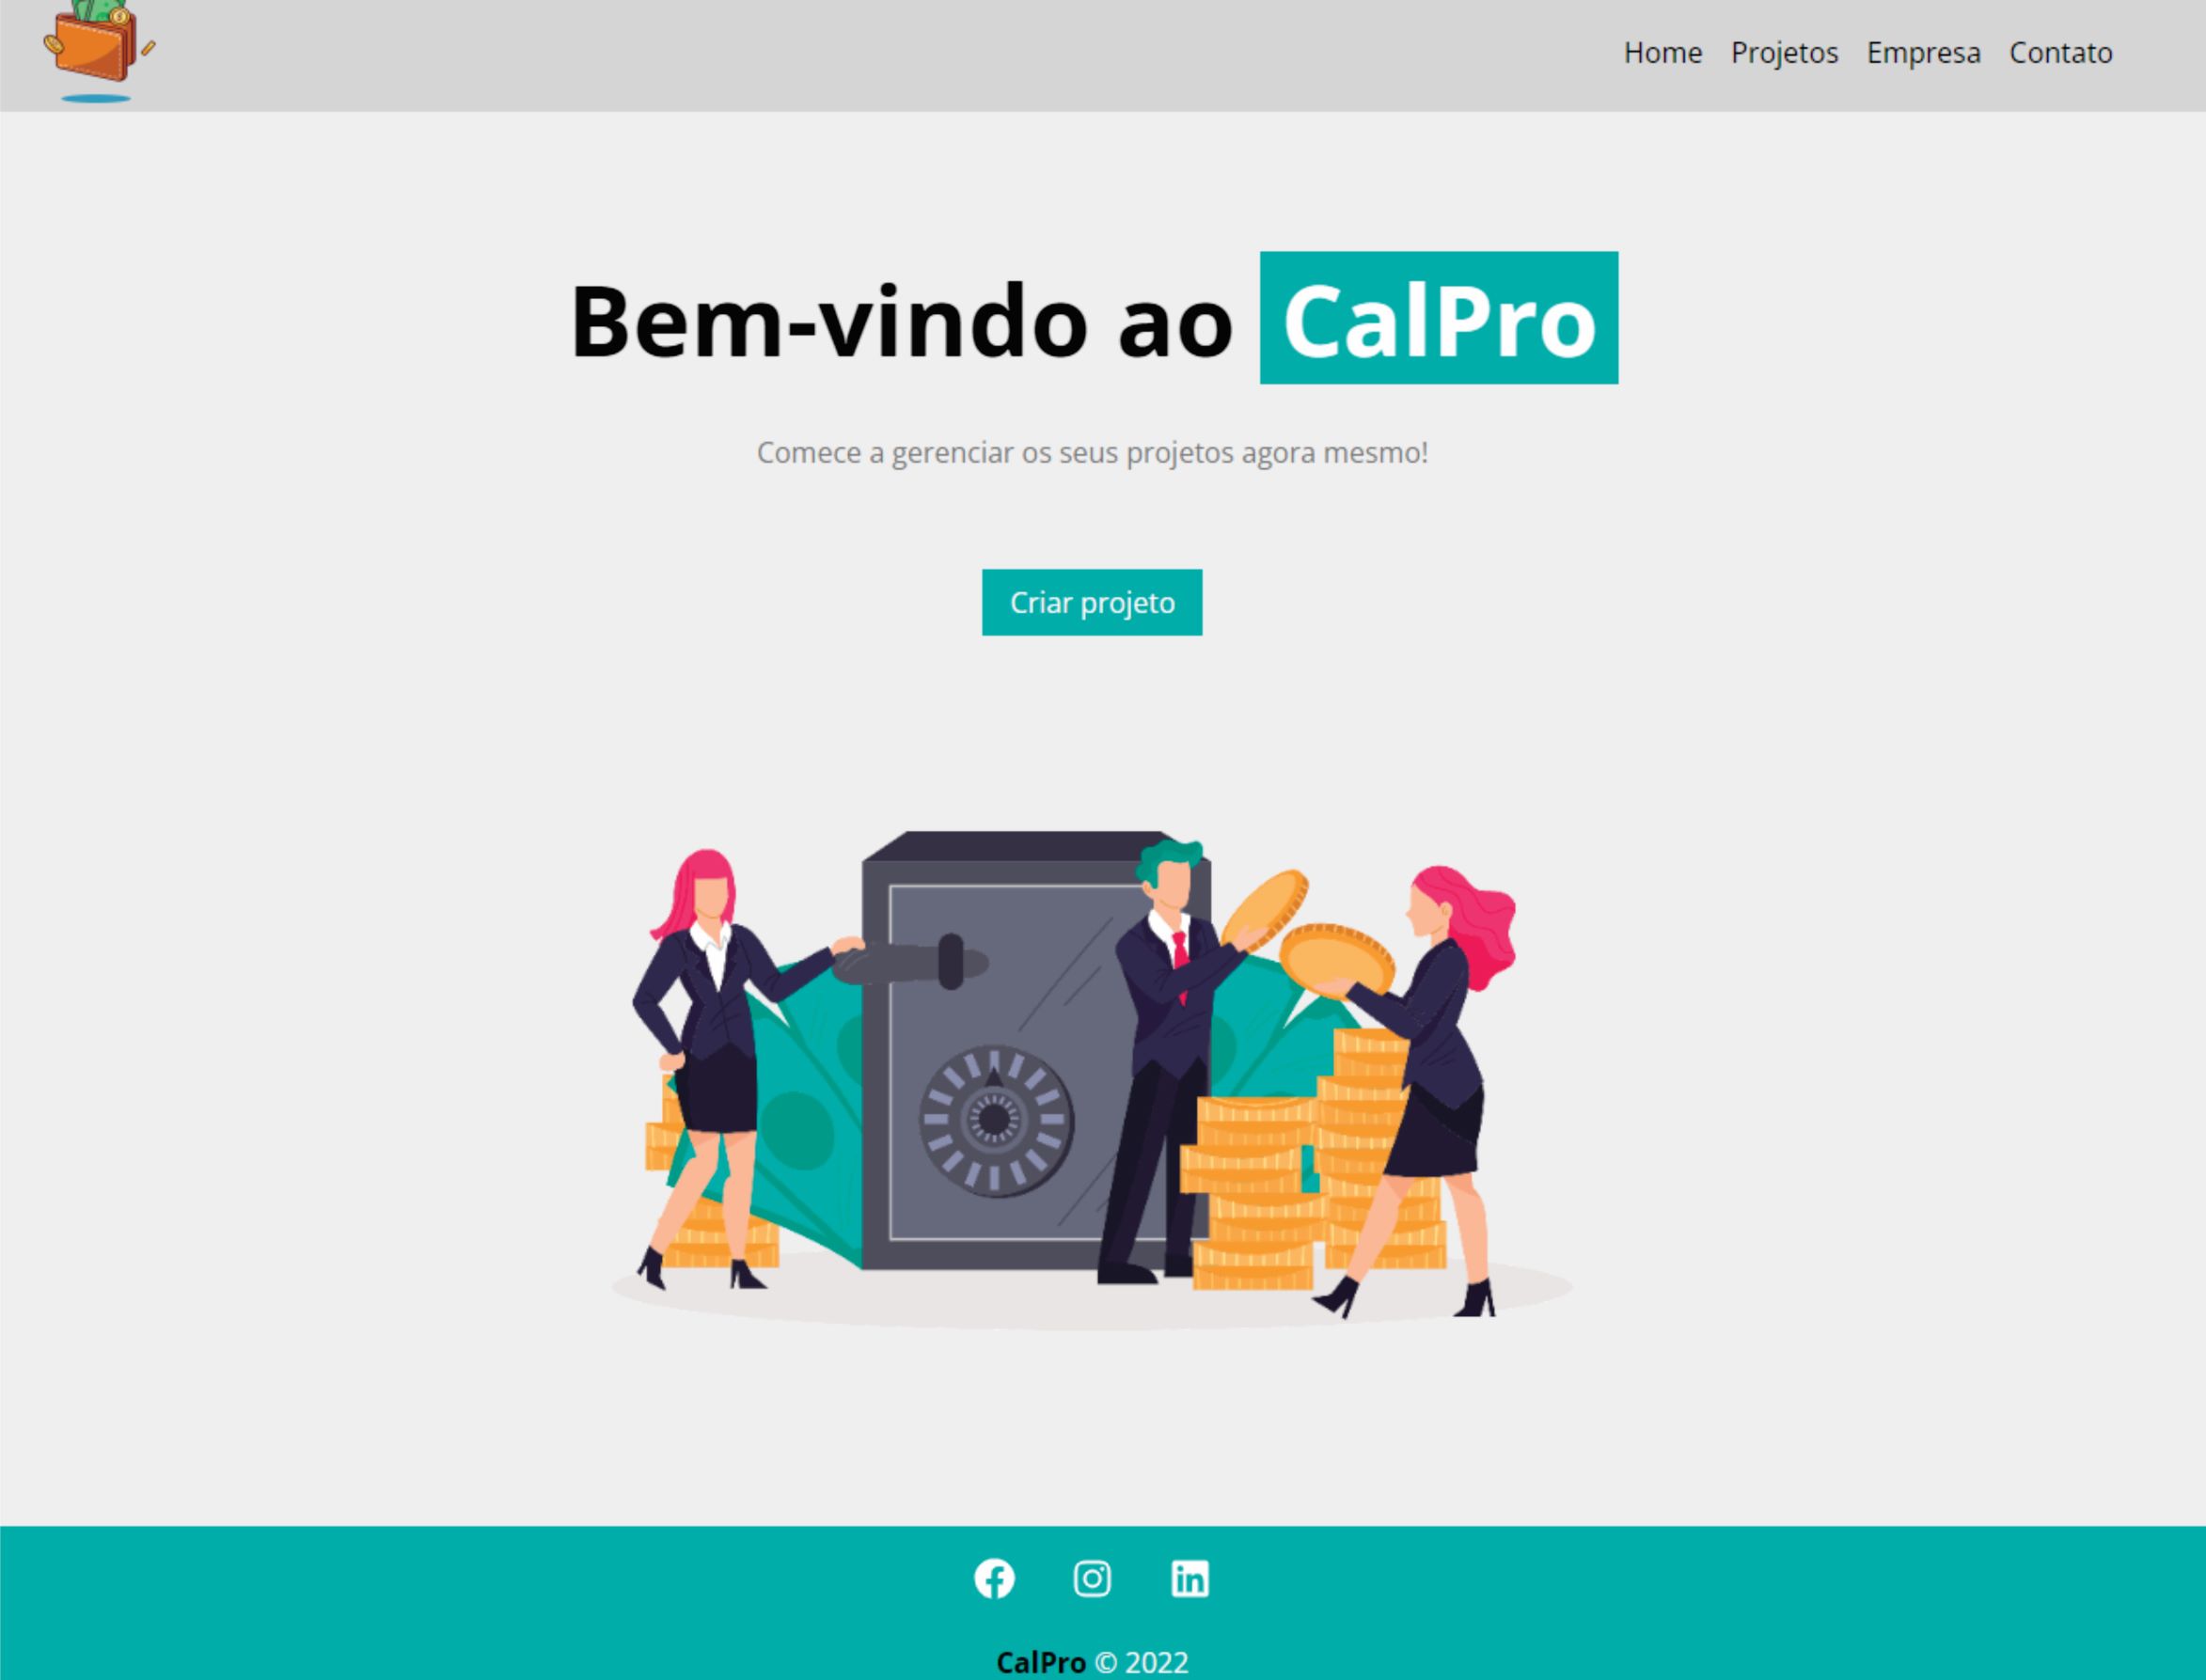 Home Projetos Empresa Contato
Bem-vindo ao CalPro
Comece a gerenciar os seus projetos agora mesmo!
Criar projeto
CalPro © 2022